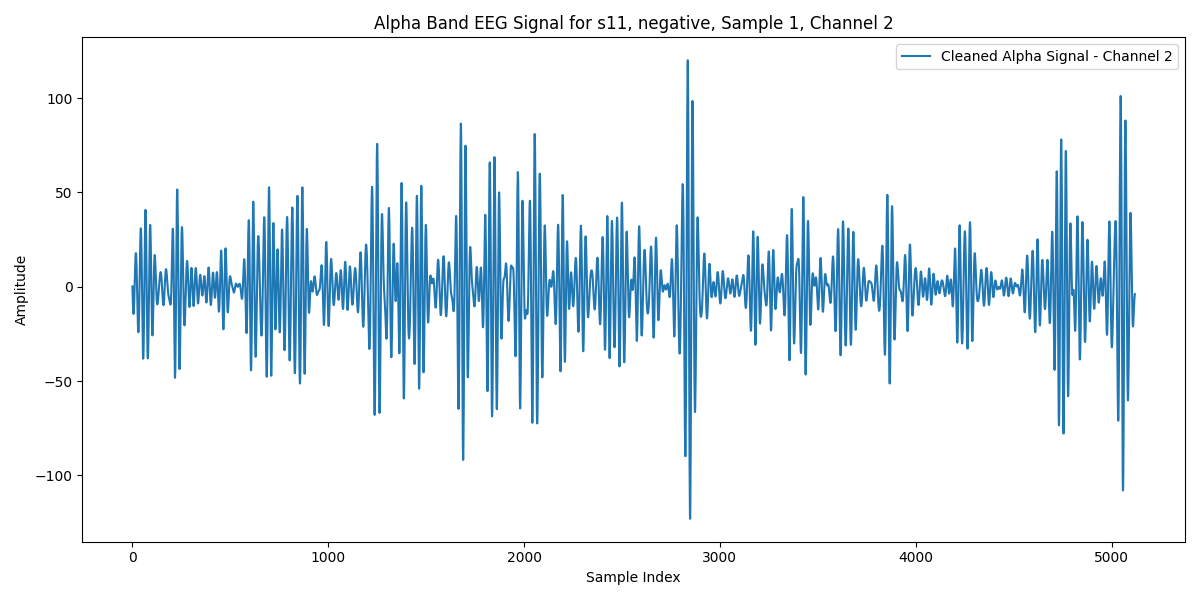 Alpha Band EEG Signal for s11, negative, Sample 1, Channel 2
Cleaned Alpha Signal - Channel 2
Amplitude
100
50
0
−50
−100
0 1000 2000 3000 4000 5000
Sample Index